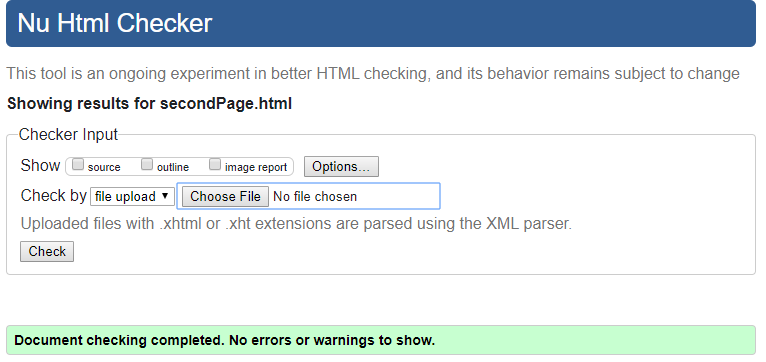 Nu Html Checker
This tool is an ongoing experiment in better HTML checking, and its behavior remains subject to change
Showing results for secondPage.html
Checker Input
Show source outline image report Options...
Check by file upload Choose File No file chosen
Uploaded files with .xhtml or .xht extensions are parsed using the XML parser.
Check
Document checking completed. No errors or warnings to show.